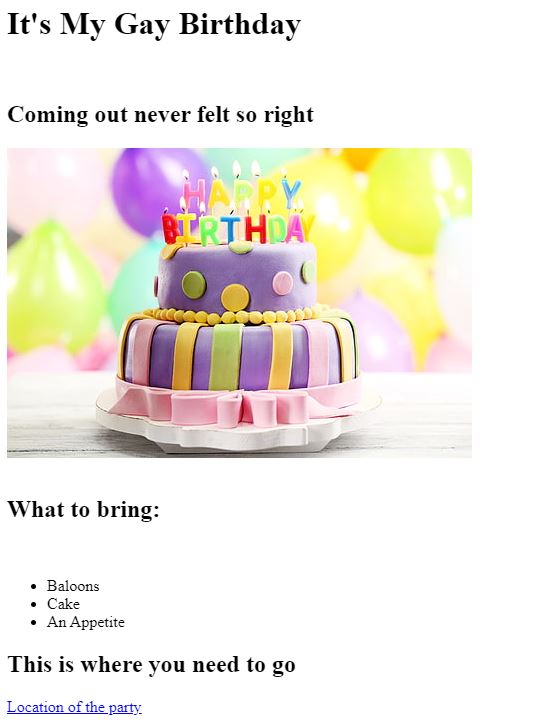 It's My Gay Birthday
Coming out never felt so right
HAPPY
BIRTHDAY
What to bring:
Baloons
Cake
An Appetite
This is where you need to go
Location of the party